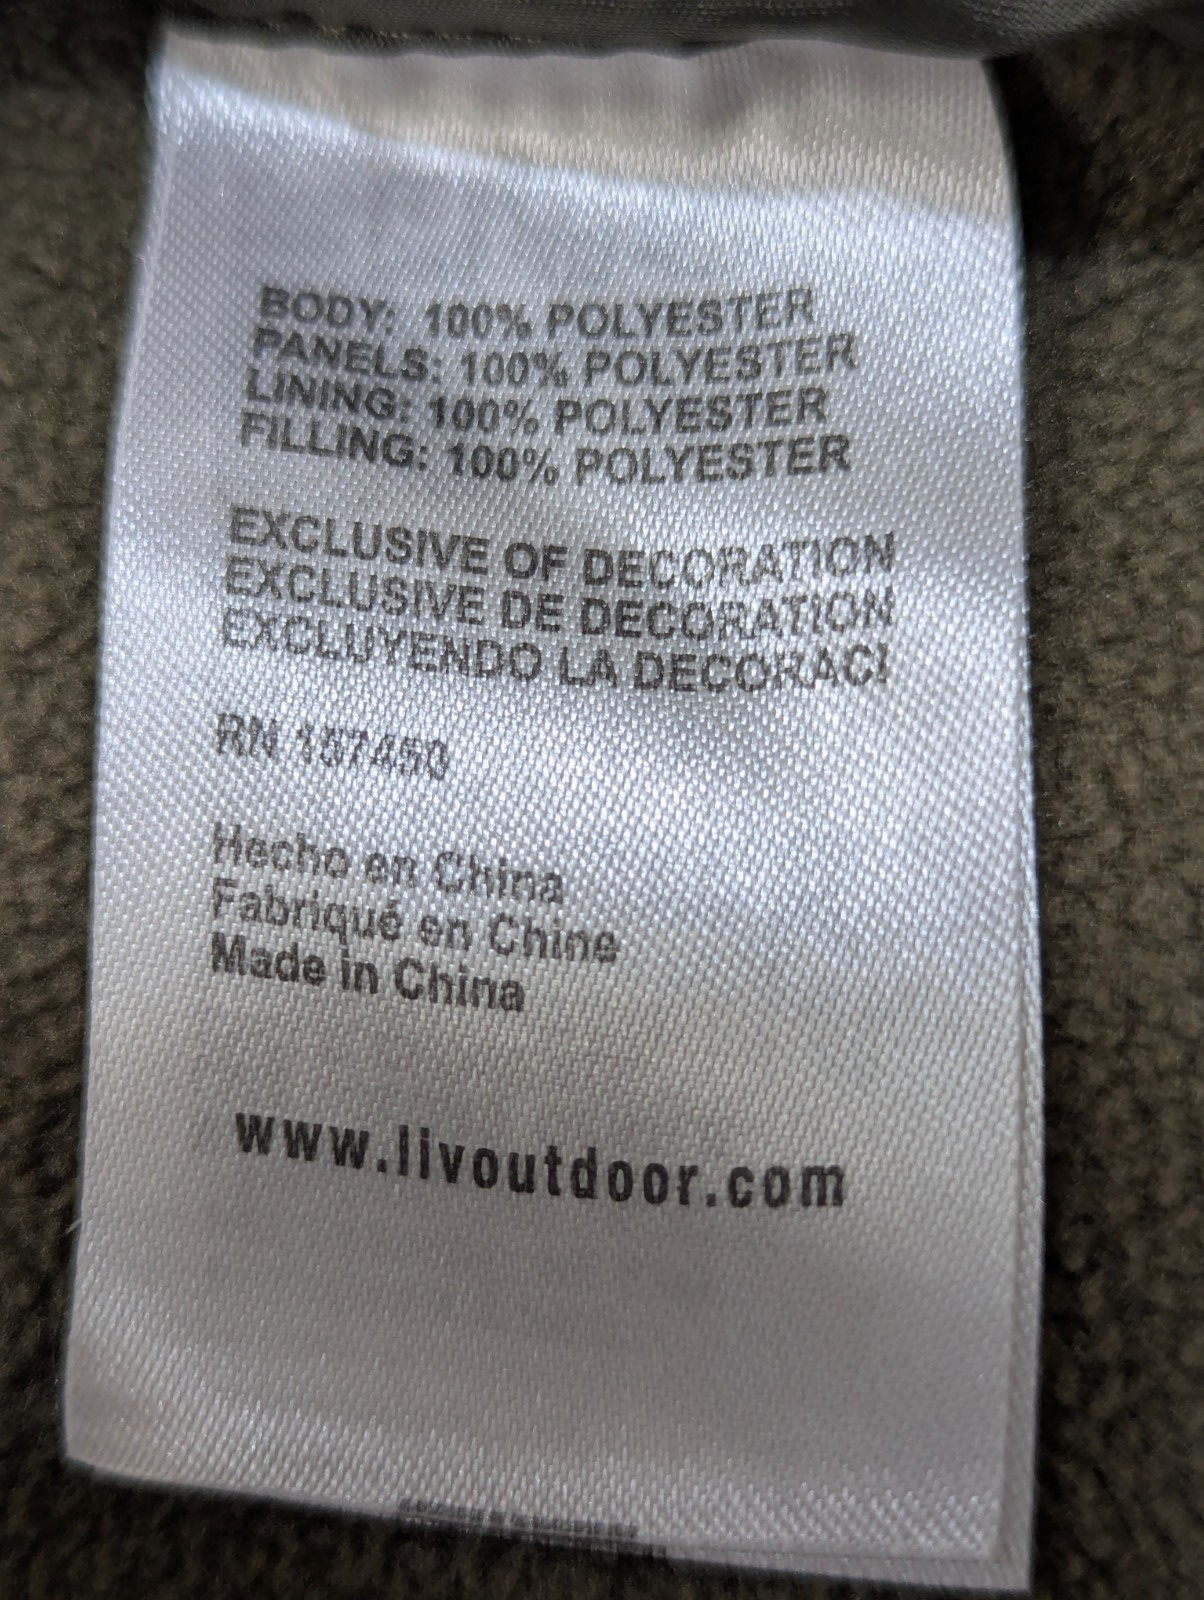 BODY: 100% POLYESTER
PANELS: 100% POLYESTER
LINING: 100% POLYESTER
FILLING: 100% POLYESTER
EXCLUSIVE OF DECORATION
EXCLUSIVE DE DECORATION
EXCLUYENDO LA DECORACI
RN 157450
Hecho en China
Fabriqué en Chine
Made in China
www.livoutdoor.com